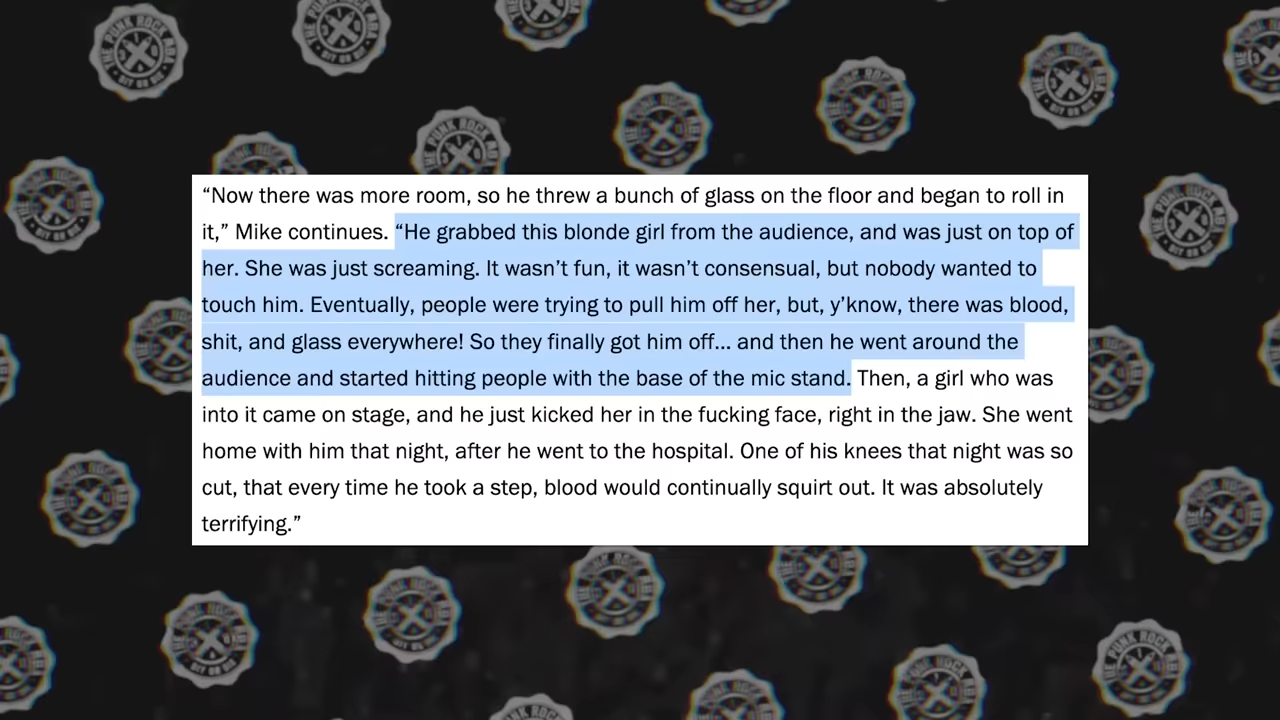 “Now there was more room, so he threw a bunch of glass on the floor and began to roll in
it,” Mike continues. “He grabbed this blonde girl from the audience, and was just on top of
her. She was just screaming. It wasn’t fun, it wasn’t consensual, but nobody wanted to
touch him. Eventually, people were trying to pull him off her, but, y’know, there was blood,
shit, and glass everywhere! So they finally got him off... and then he went around the
audience and started hitting people with the base of the mic stand. Then, a girl who was
into it came on stage, and he just kicked her in the fucking face, right in the jaw. She went
home with him that night, after he went to the hospital. One of his knees that night was so
cut, that every time he took a step, blood would continually squirt out. It was absolutely
terrifying.”
THE PUNK ROCK MBA